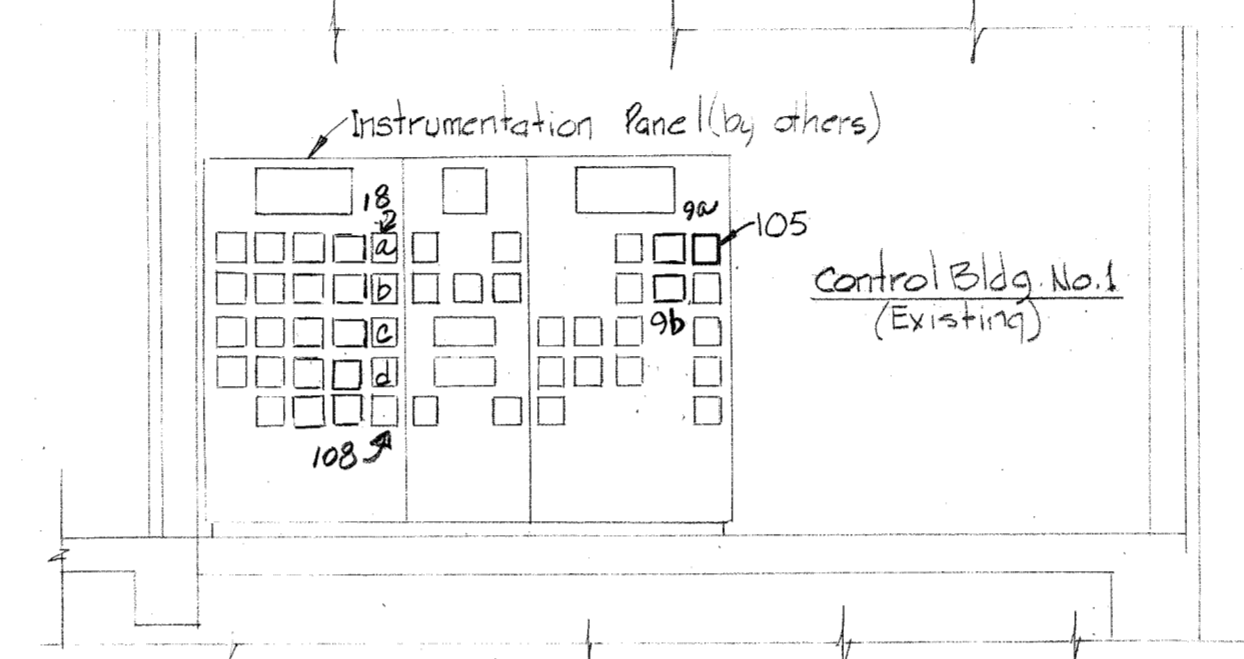 Instrumentation Panel (by others)
18
9a
a
105
b
Control Bldg. No. 1
(Existing)
c
9b
d
108